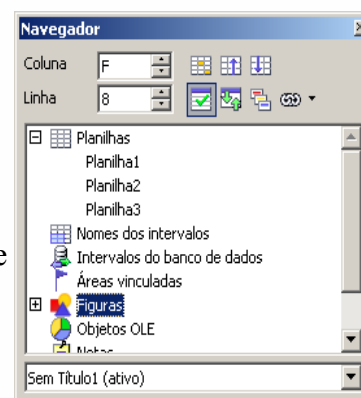 Navegador
Coluna F
Linha 8
Planilhas
Planilha1
Planilha2
Planilha3
Nomes dos intervalos
e Intervalos do banco de dados
Áreas vinculadas
Figuras
Objetos OLE
Notas
Sem Título1 (ativo)